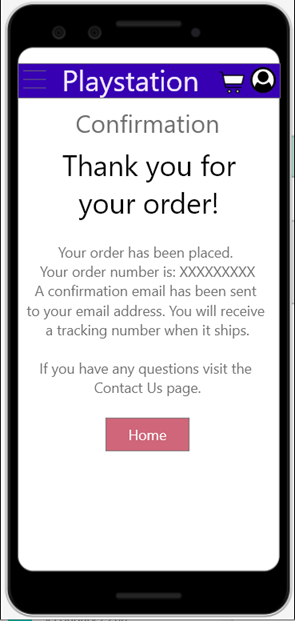 Playstation
Confirmation
Thank you for
your order!
Your order has been placed.
Your order number is: XXXXXXXXX
A confirmation email has been sent
to your email address. You will receive
a tracking number when it ships.
If you have any questions visit the
Contact Us page.
Home